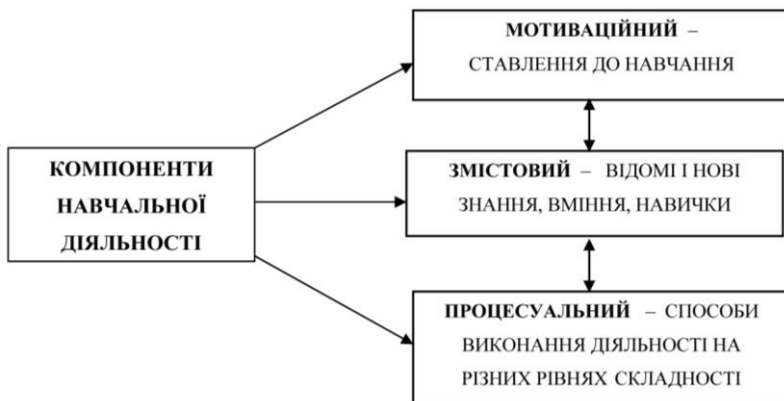 МОТИВАЦІЙНИЙ –
СТАВЛЕННЯ ДО НАВЧАННЯ
КОМПОНЕНТИ
НАВЧАЛЬНОЇ
ДІЯЛЬНОСТІ
ЗМІСТОВИЙ – ВІДОМІ І НОВІ
ЗНАННЯ, ВМІННЯ, НАВИЧКИ
ПРОЦЕСУАЛЬНИЙ – СПОСОБИ
ВИКОНАННЯ ДІЯЛЬНОСТІ НА
РІЗНИХ РІВНЯХ СКЛАДНОСТІ